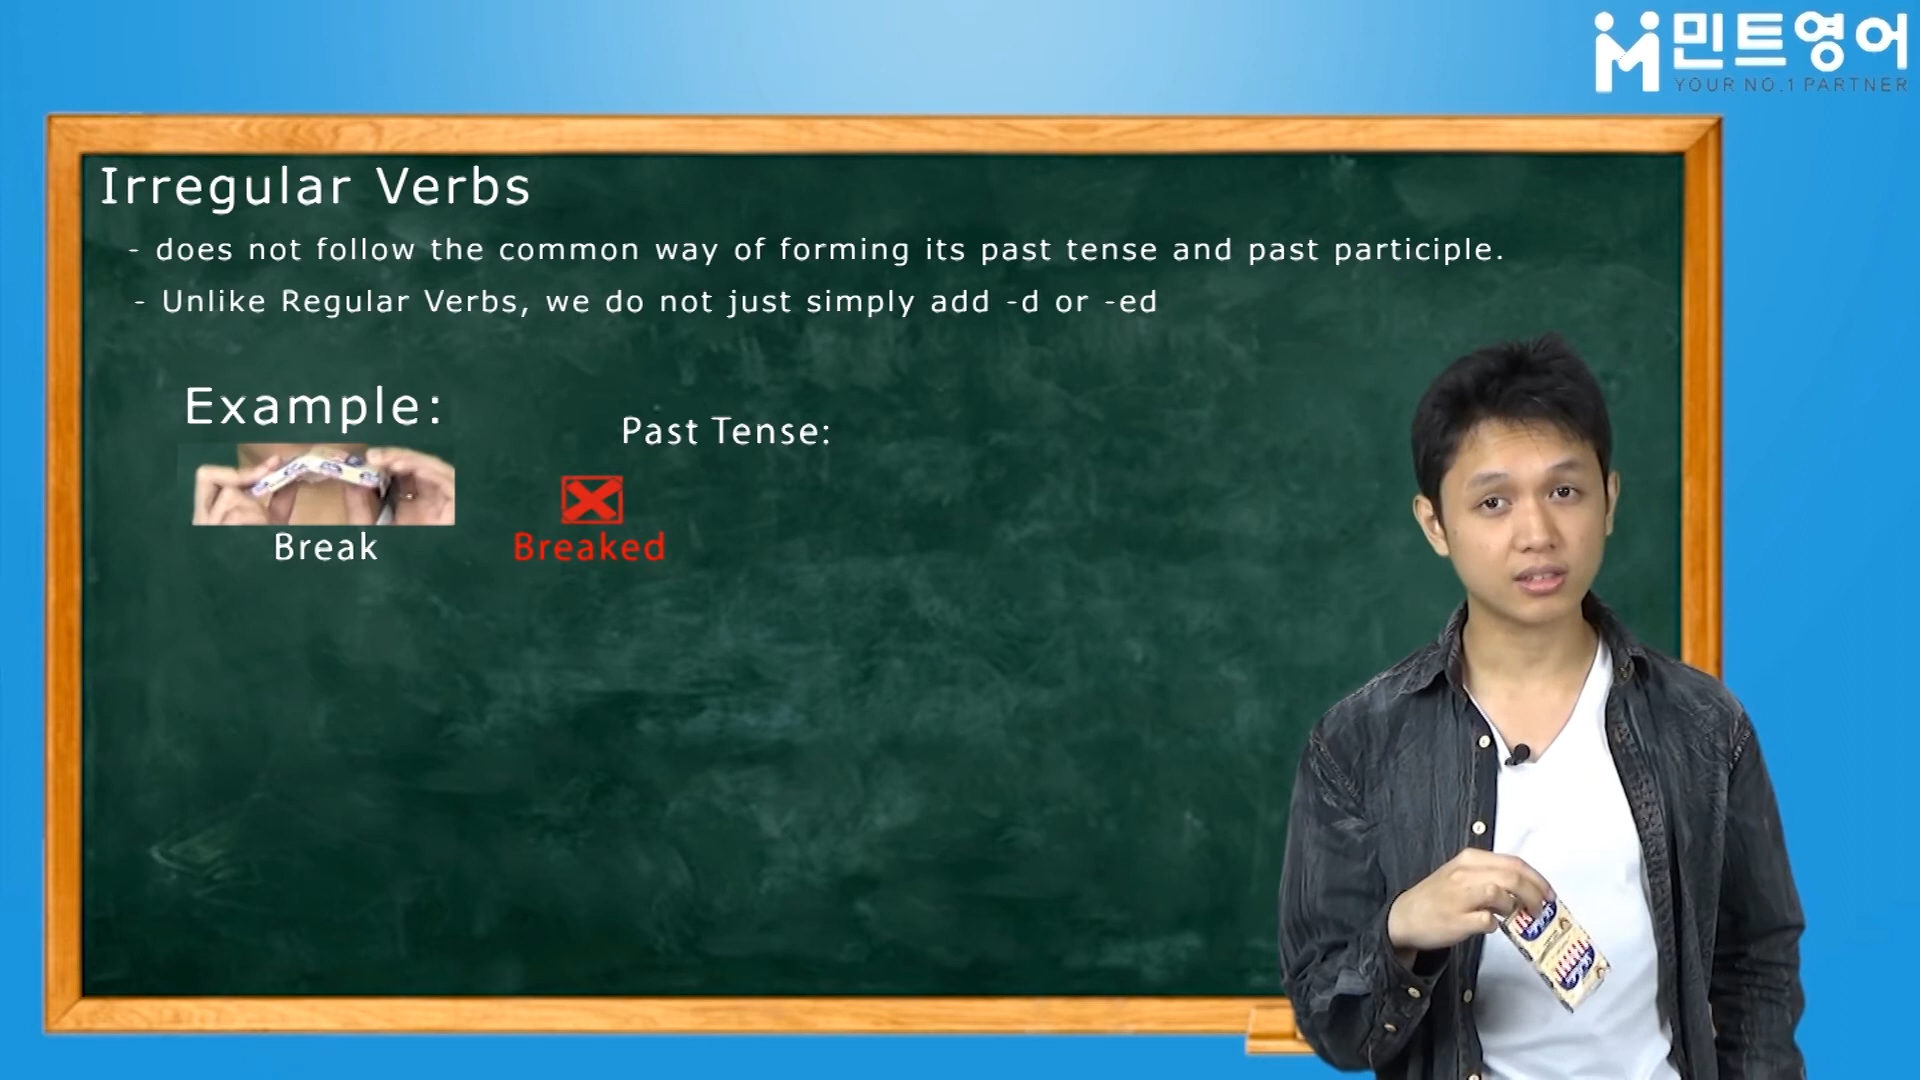 민트영어
YOUR NO.1 PARTNER
Irregular Verbs
- does not follow the common way of forming its past tense and past participle.
- Unlike Regular Verbs, we do not just simply add -d or -ed
Example:
Past Tense:
Break
Breaked